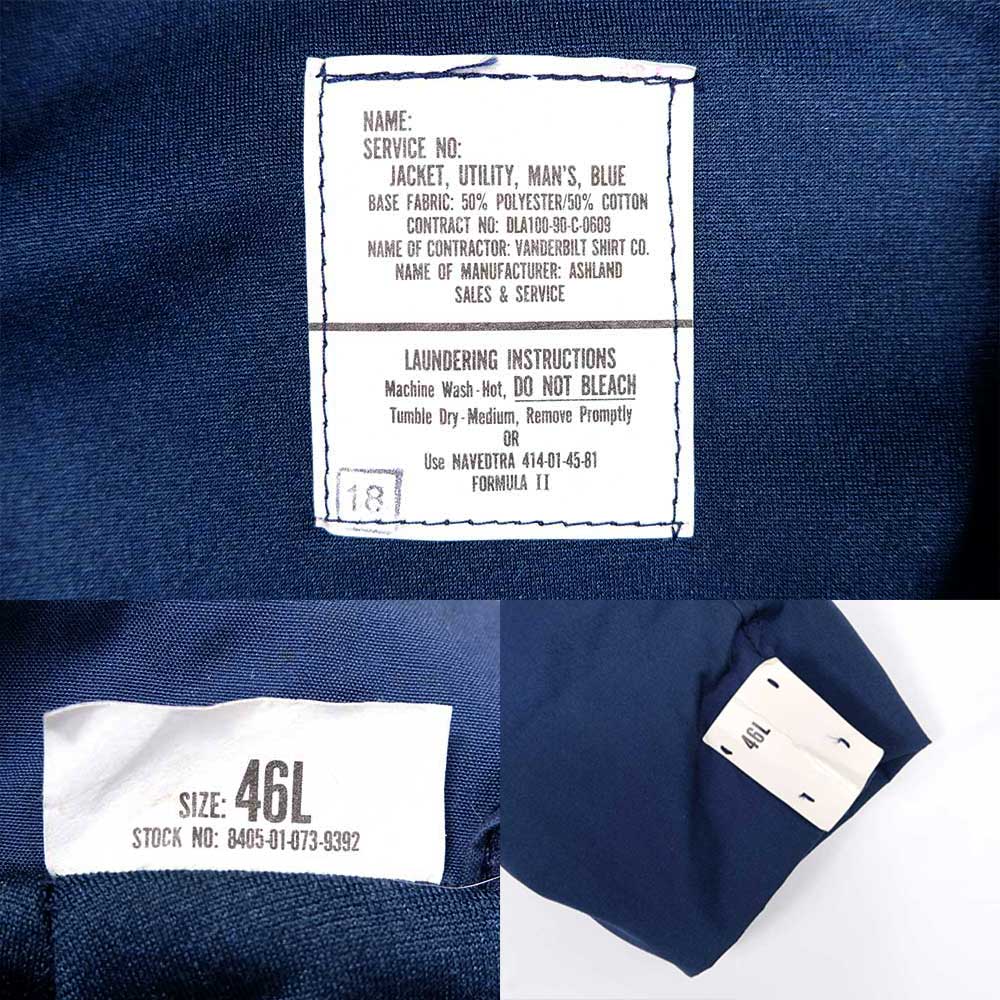 NAME:
SERVICE NO:
JACKET, UTILITY, MAN'S, BLUE
BASE FABRIC: 50% POLYESTER/50% COTTON
CONTRACT NO: DLA100-90-C-0609
NAME OF CONTRACTOR: VANDERBILT SHIRT CO.
NAME OF MANUFACTURER: ASHLAND
SALES & SERVICE
LAUNDERING INSTRUCTIONS
Machine Wash-Hot, DO NOT BLEACH
Tumble Dry-Medium, Remove Promptly
OR
Use NAVEDTRA 414-01-45-81
FORMULA II
18
SIZE: 46L
STOCK NO: 8405-01-073-9392
46L